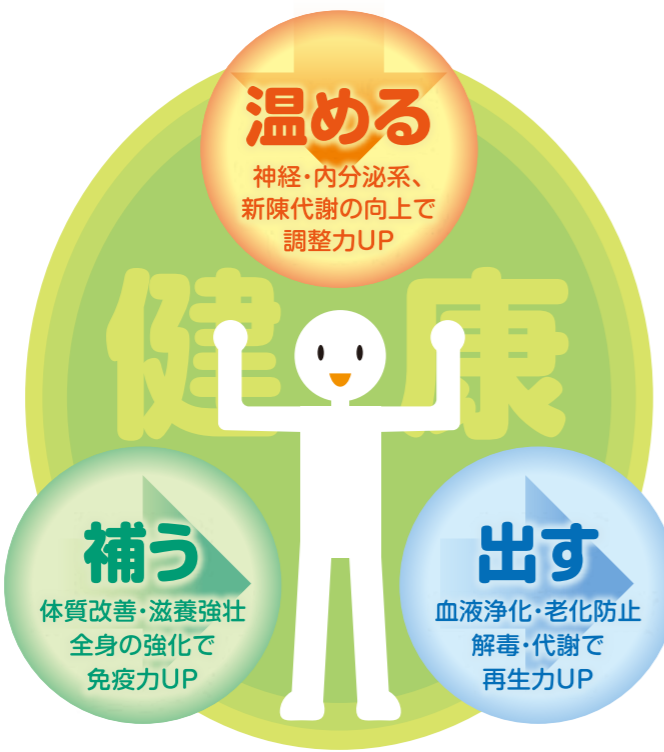 温める
神経・内分泌系、
新陳代謝の向上で
調整力UP
健康
補う
体質改善・滋養強壮
全身の強化で
免疫力UP
出す
血液浄化・老化防止
解毒・代謝で
再生力UP